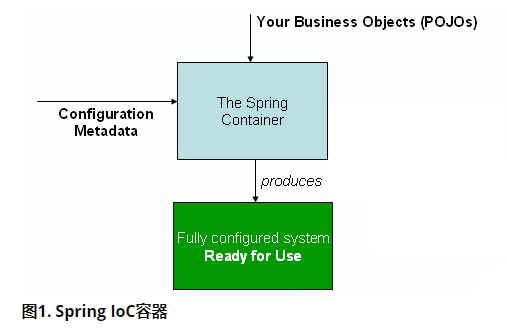 Your Business Objects (POJOs)
The Spring
Container
Configuration
Metadata
produces
Fully configured system
Ready for Use
图1. Spring IoC容器